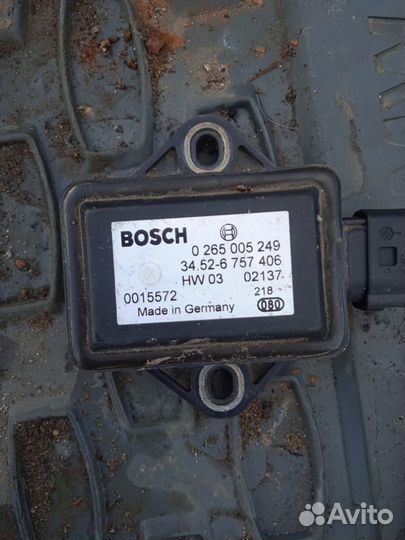 BOSCH
0 265 005 249
34.52-6 757 406
HW 03 02137
0015572 218
Made in Germany 080
Avito